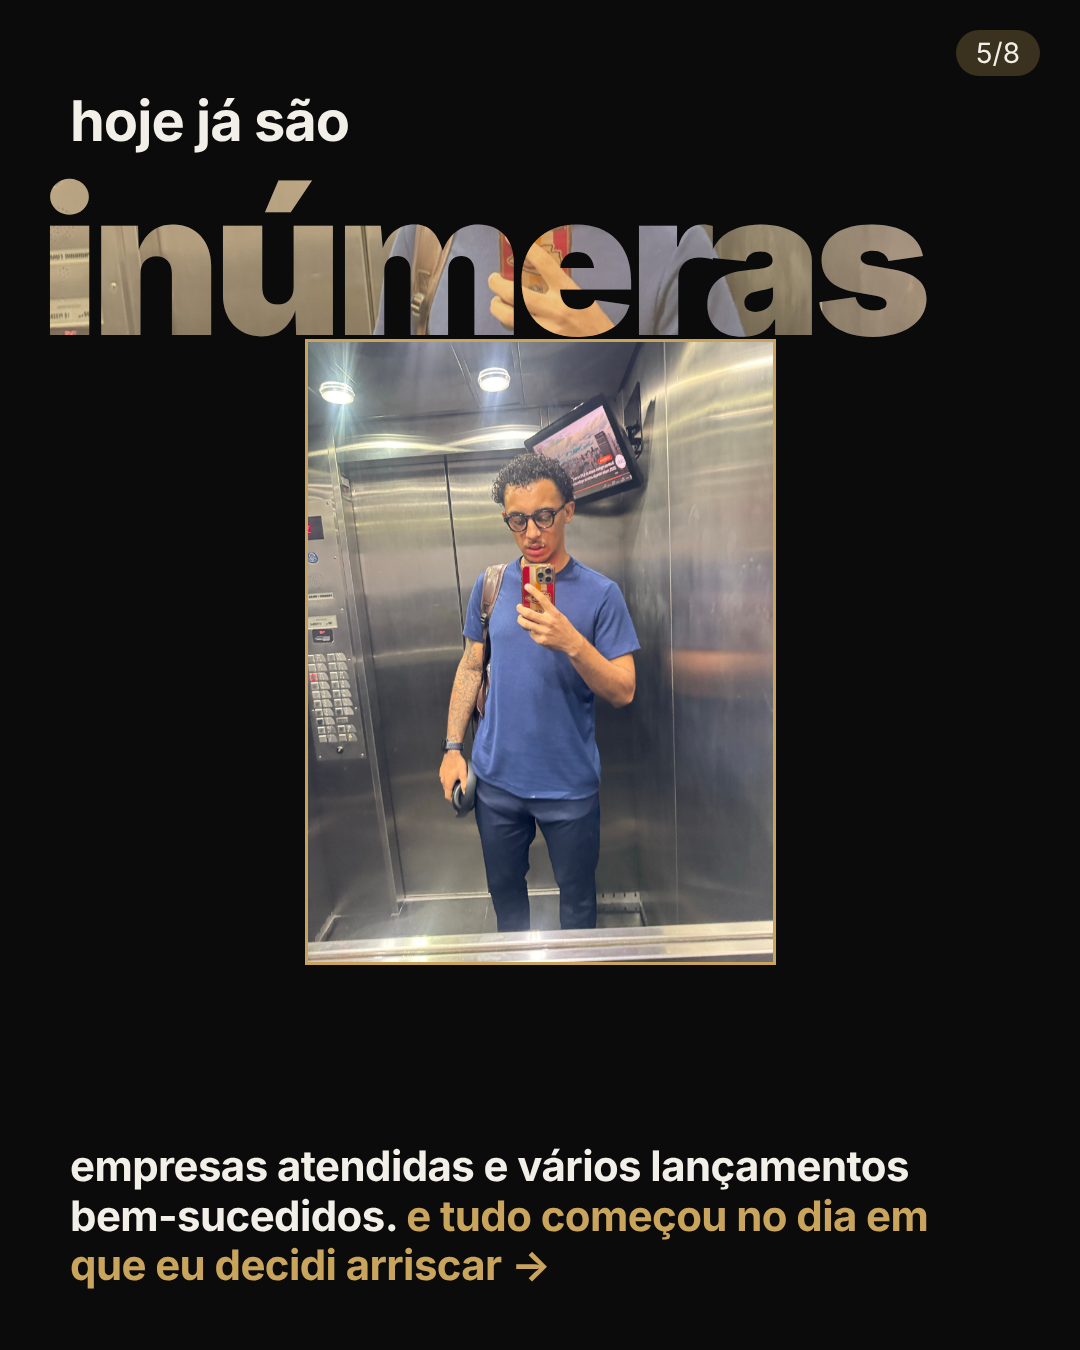 5/8
hoje já são
inúmeras
empresas atendidas e vários lançamentos
bem-sucedidos. e tudo começou no dia em
que eu decidi arriscar →